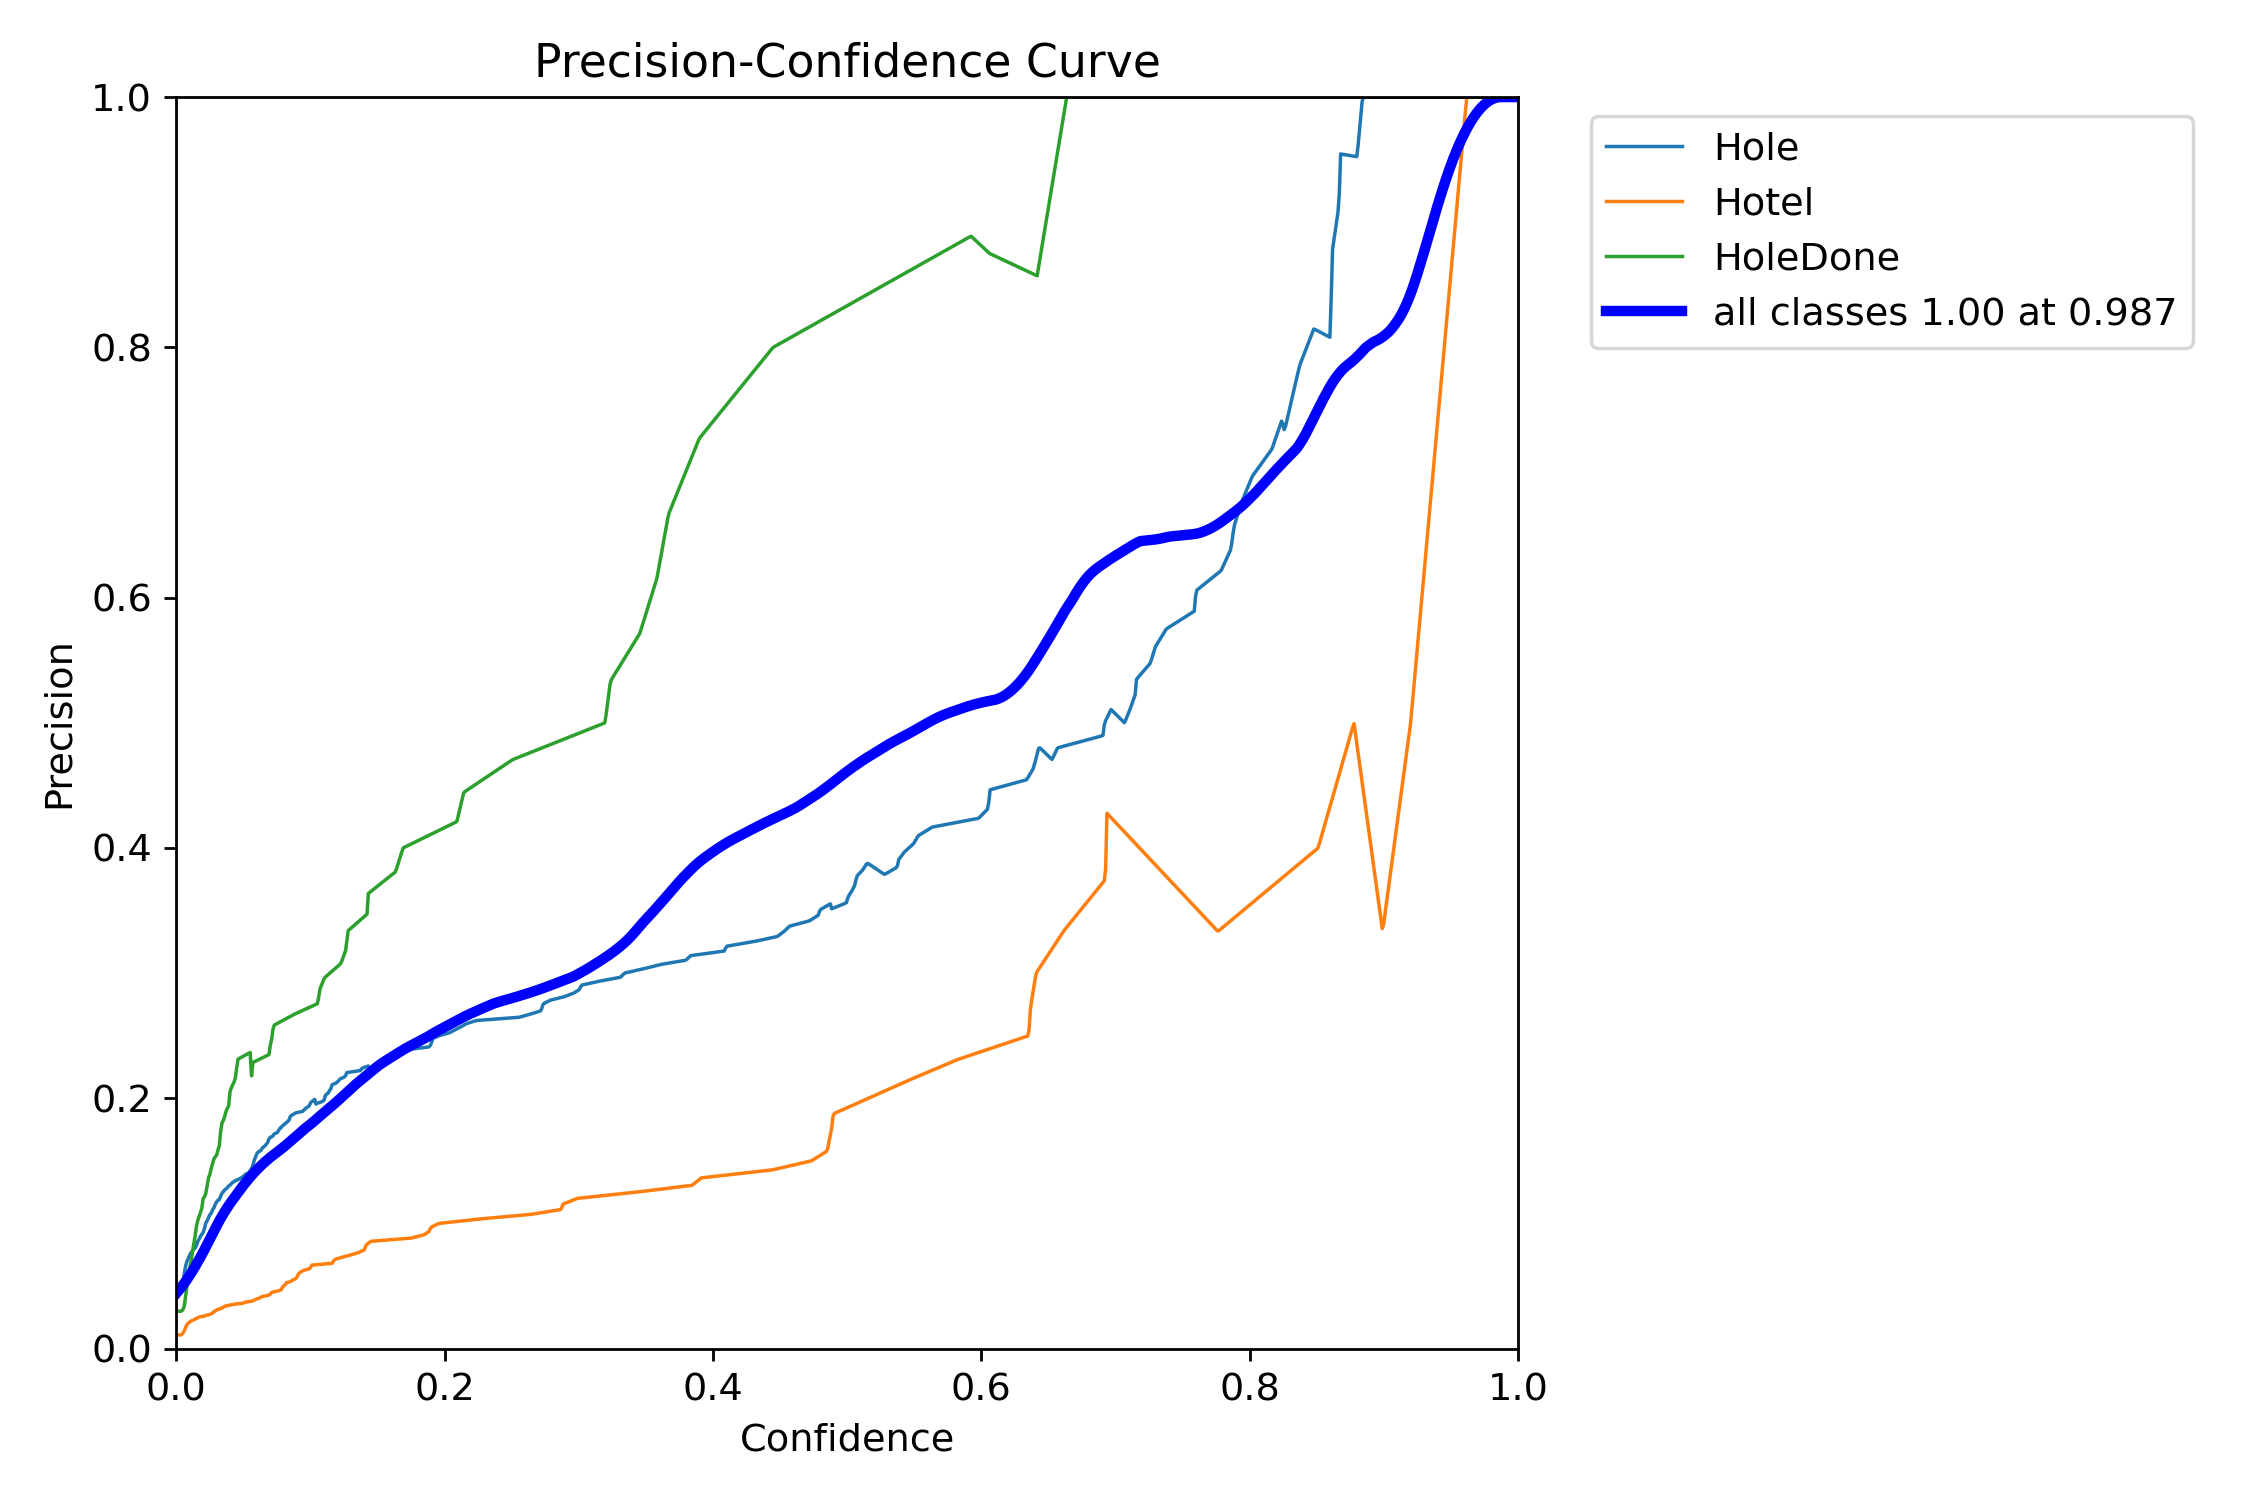 Precision-Confidence Curve
1.0
0.8
0.6
0.4
0.2
0.0
Precision
0.0 0.2 0.4 0.6 0.8 1.0
Confidence
Hole
Hotel
HoleDone
all classes 1.00 at 0.987